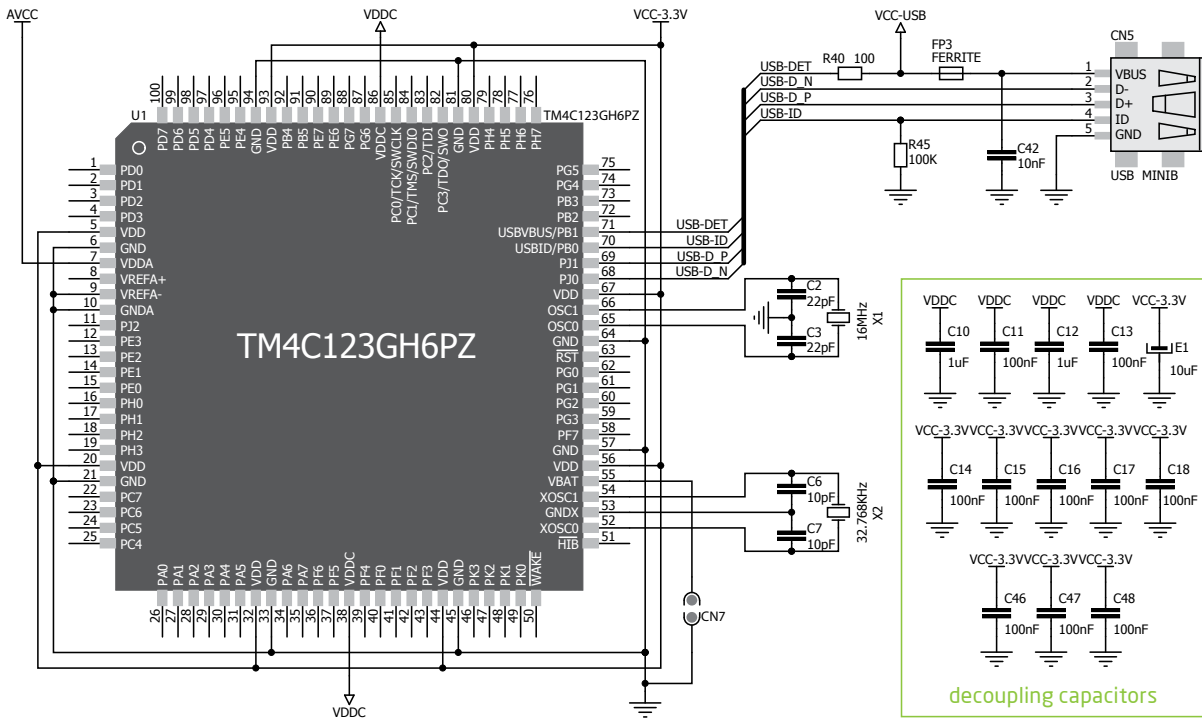 AVCC
VDDC
VCC-3.3V
VCC-USB
CN5
R40 100
FP3
FERRITE
USB-DET
USB-D_N
USB-D_P
USB-ID
1 VBUS
2 D-
3 D+
4 ID
5 GND
R45
100K
C42
10nF
USB MINIB
U1
TM4C123GH6PZ
100 PD7
99 PD6
98 PD5
97 PD4
96 PE5
95 PE4
94 GND
93 VDD
92 PB4
91 PB5
90 PE7
89 PE6
88 PG7
87 PG6
86 VDDC
85 PC0/TCK/SWCLK
84 PC1/TMS/SWDIO
83 PC2/TDI
82 PC3/TDO/SWO
81 GND
80 VDD
79 PH4
78 PH5
77 PH6
76 PH7
1 PD0
2 PD1
3 PD2
4 PD3
5 VDD
6 GND
7 VDDA
8 VREFA+
9 VREFA-
10 GNDA
11 PJ2
12 PE3
13 PE2
14 PE1
15 PE0
16 PH0
17 PH1
18 PH2
19 PH3
20 VDD
21 GND
22 PC7
23 PC6
24 PC5
25 PC4
TM4C123GH6PZ
PG5 75
PG4 74
PB3 73
PB2 72
USBVBUS/PB1 71
USBID/PB0 70
PJ1 69
PJ0 68
VDD 67
OSC1 66
OSC0 65
GND 64
RST 63
PG0 62
PG1 61
PG2 60
PG3 59
PF7 58
GND 57
VDD 56
VBAT 55
XOSC1 54
GNDX 53
XOSC0 52
HIB 51
USB-DET
USB-ID
USB-D_P
USB-D_N
26 PA0
27 PA1
28 PA2
29 PA3
30 PA4
31 PA5
32 VDD
33 GND
34 PA6
35 PA7
36 PF6
37 PF5
38 VDDC
39 PF4
40 PF0
41 PF1
42 PF2
43 PF3
44 VDD
45 GND
46 PK3
47 PK2
48 PK1
49 PK0
50 WAKE
VDDC
C2
22pF
C3
22pF
16MHz
X1
C6
10pF
C7
10pF
32.768KHz
X2
CN7
VDDC VDDC VDDC VDDC VCC-3.3V
C10 C11 C12 C13 E1
1uF 100nF 1uF 100nF 10uF
VCC-3.3V VCC-3.3V VCC-3.3V VCC-3.3V VCC-3.3V
C14 C15 C16 C17 C18
100nF 100nF 100nF 100nF 100nF
VCC-3.3V VCC-3.3V VCC-3.3V
C46 C47 C48
100nF 100nF 100nF
decoupling capacitors